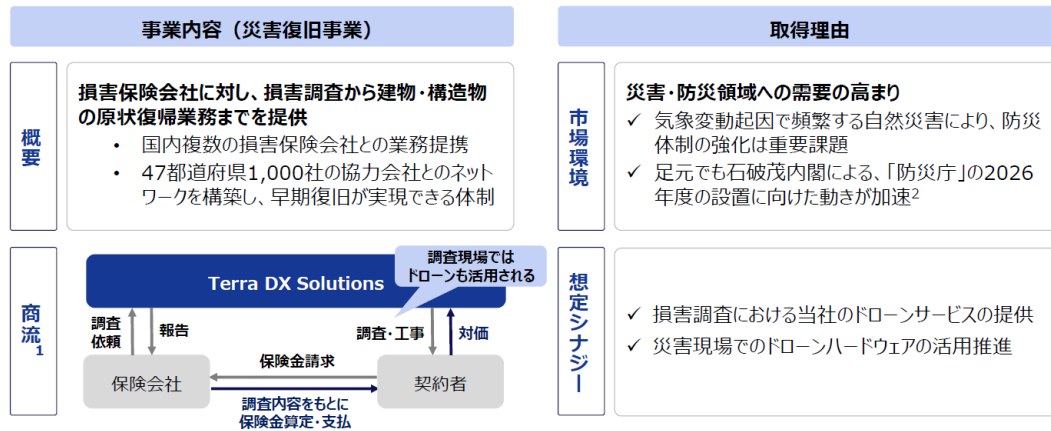 事業内容（災害復旧事業）
概要
損害保険会社に対し、損害調査から建物・構造物
の原状復帰業務までを提供
• 国内複数の損害保険会社との業務提携
• 47都道府県1,000社の協力会社とのネット
ワークを構築し、早期復旧が実現できる体制
商流1
調査現場では
ドローンも活用される
Terra DX Solutions
調査
依頼
報告
調査・工事
対価
保険金請求
保険会社
契約者
調査内容をもとに
保険金算定・支払
取得理由
市場環境
災害・防災領域への需要の高まり
✓ 気象変動起因で頻繁する自然災害により、防災
体制の強化は重要課題
✓ 足元でも石破茂内閣による、「防災庁」の2026
年度の設置に向けた動きが加速2
想定シナジー
✓ 損害調査における当社のドローンサービスの提供
✓ 災害現場でのドローンハードウェアの活用推進